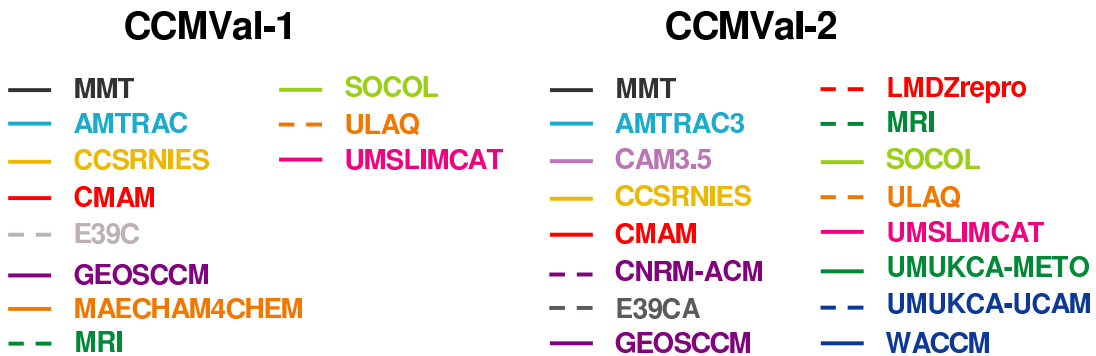 CCMVal-1
MMT
AMTRAC
CCSRNIES
CMAM
E39C
GEOSCCM
MAECHAM4CHEM
MRI
SOCOL
ULAQ
UMSLIMCAT
CCMVal-2
MMT
AMTRAC3
CAM3.5
CCSRNIES
CMAM
CNRM-ACM
E39CA
GEOSCCM
LMDZrepro
MRI
SOCOL
ULAQ
UMSLIMCAT
UMUKCA-METO
UMUKCA-UCAM
WACCM